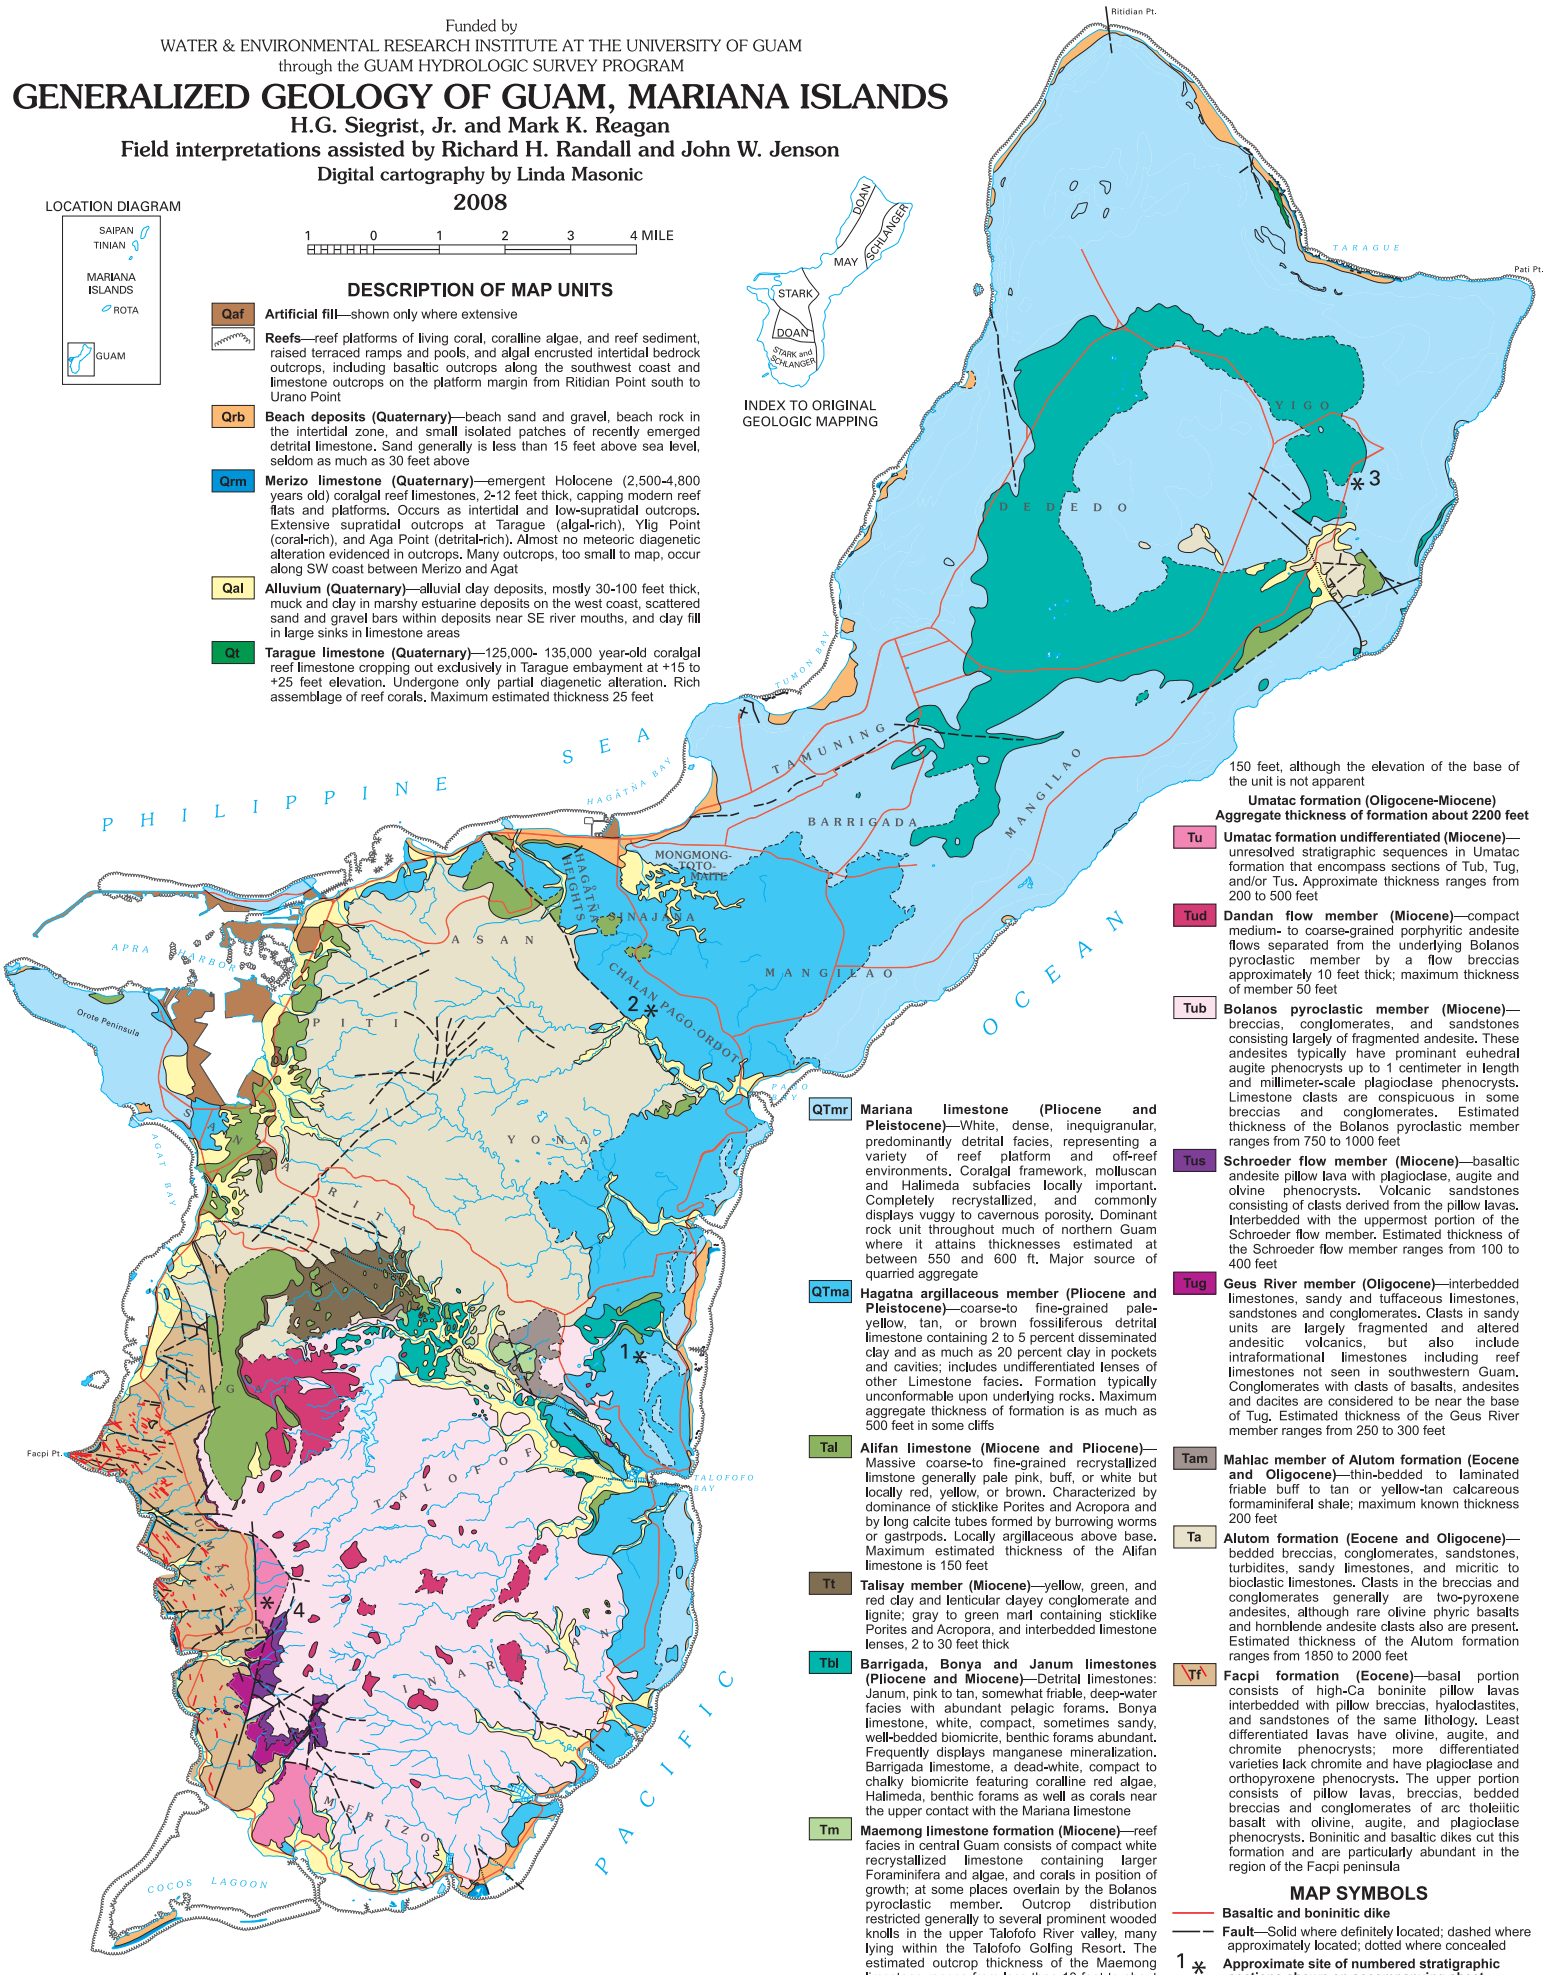 Funded by
WATER & ENVIRONMENTAL RESEARCH INSTITUTE AT THE UNIVERSITY OF GUAM
through the GUAM HYDROLOGIC SURVEY PROGRAM
GENERALIZED GEOLOGY OF GUAM, MARIANA ISLANDS
H.G. Siegrist, Jr. and Mark K. Reagan
Field interpretations assisted by Richard H. Randall and John W. Jenson
Digital cartography by Linda Masonic
2008
LOCATION DIAGRAM
SAIPAN
TINIAN
MARIANA
ISLANDS
ROTA
GUAM
1 0 1 2 3 4 MILE
DOAN
SCHLANGER
MAY
STARK
DOAN
STARK and
SCHLANGER
INDEX TO ORIGINAL
GEOLOGIC MAPPING
DESCRIPTION OF MAP UNITS
Qaf Artificial fill—shown only where extensive
Reefs—reef platforms of living coral, coralline algae, and reef sediment,
raised terraced ramps and pools, and algal encrusted intertidal bedrock
outcrops, including basaltic outcrops along the southwest coast and
limestone outcrops on the platform margin from Ritidian Point south to
Urano Point
Qrb Beach deposits (Quaternary)—beach sand and gravel, beach rock in
the intertidal zone, and small isolated patches of recently emerged
detrital limestone. Sand generally is less than 15 feet above sea level,
seldom as much as 30 feet above
Qrm Merizo limestone (Quaternary)—emergent Holocene (2,500-4,800
years old) coralgal reef limestones, 2-12 feet thick, capping modern reef
flats and platforms. Occurs as intertidal and low-supratidal outcrops.
Extensive supratidal outcrops at Tarague (algal-rich), Ylig Point
(coral-rich), and Aga Point (detrital-rich). Almost no meteoric diagenetic
alteration evidenced in outcrops. Many outcrops, too small to map, occur
along SW coast between Merizo and Agat
Qal Alluvium (Quaternary)—alluvial clay deposits, mostly 30-100 feet thick,
muck and clay in marshy estuarine deposits on the west coast, scattered
sand and gravel bars within deposits near SE river mouths, and clay fill
in large sinks in limestone areas
Qt Tarague limestone (Quaternary)—125,000- 135,000 year-old coralgal
reef limestone cropping out exclusively in Tarague embayment at +15 to
+25 feet elevation. Undergone only partial diagenetic alteration. Rich
assemblage of reef corals. Maximum estimated thickness 25 feet
Ritidian Pt.
TARAGUE
Pati Pt.
YIGO
3
DEDEDO
TUMON BAY
TAMUNING
MANGILAO
BARRIGADA
PHILIPPINE SEA
HAGÅTÑA BAY
MONGMONG-
TOTO-
MAITE
HAGÅTÑA
HEIGHTS
SINAJANA
ASAN
MANGILAO
CHALAN PAGO-ORDOT
2
APRA HARBOR
Orote Peninsula
PITI
PAGO
BAY
PACIFIC OCEAN
YONA
SANTA RITA
AGAT BAY
1
AGAT
Facpi Pt.
TALOFOFO
TALOFOFO
BAY
UMATAC
4
INARAJAN
MERIZO
COCOS LAGOON
QTmr Mariana limestone (Pliocene and
Pleistocene)—White, dense, inequigranular,
predominantly detrital facies, representing a
variety of reef platform and off-reef
environments. Coralgal framework, molluscan
and Halimeda subfacies locally important.
Completely recrystallized, and commonly
displays vuggy to cavernous porosity. Dominant
rock unit throughout much of northern Guam
where it attains thicknesses estimated at
between 550 and 600 ft. Major source of
quarried aggregate
QTma Hagatna argillaceous member (Pliocene and
Pleistocene)—coarse-to fine-grained pale-
yellow, tan, or brown fossiliferous detrital
limestone containing 2 to 5 percent disseminated
clay and as much as 20 percent clay in pockets
and cavities; includes undifferentiated lenses of
other Limestone facies. Formation typically
unconformable upon underlying rocks. Maximum
aggregate thickness of formation is as much as
500 feet in some cliffs
Tal Alifan limestone (Miocene and Pliocene)—
Massive coarse-to fine-grained recrystallized
limstone generally pale pink, buff, or white but
locally red, yellow, or brown. Characterized by
dominance of sticklike Porites and Acropora and
by long calcite tubes formed by burrowing worms
or gastrpods. Locally argillaceous above base.
Maximum estimated thickness of the Alifan
limestone is 150 feet
Tt Talisay member (Miocene)—yellow, green, and
red clay and lenticular clayey conglomerate and
lignite; gray to green marl containing sticklike
Porites and Acropora, and interbedded limestone
lenses, 2 to 30 feet thick
Tbl Barrigada, Bonya and Janum limestones
(Pliocene and Miocene)—Detrital limestones:
Janum, pink to tan, somewhat friable, deep-water
facies with abundant pelagic forams. Bonya
limestone, white, compact, sometimes sandy,
well-bedded biomicrite, benthic forams abundant.
Frequently displays manganese mineralization.
Barrigada limestome, a dead-white, compact to
chalky biomicrite featuring coralline red algae,
Halimeda, benthic forams as well as corals near
the upper contact with the Mariana limestone
Tm Maemong limestone formation (Miocene)—reef
facies in central Guam consists of compact white
recrystallized limestone containing larger
Foraminifera and algae, and corals in position of
growth; at some places overlain by the Bolanos
pyroclastic member. Outcrop distribution
restricted generally to several prominent wooded
knolls in the upper Talofofo River valley, many
lying within the Talofofo Golfing Resort. The
estimated outcrop thickness of the Maemong
150 feet, although the elevation of the base of
the unit is not apparent
Umatac formation (Oligocene-Miocene)
Aggregate thickness of formation about 2200 feet
Tu Umatac formation undifferentiated (Miocene)—
unresolved stratigraphic sequences in Umatac
formation that encompass sections of Tub, Tug,
and/or Tus. Approximate thickness ranges from
200 to 500 feet
Tud Dandan flow member (Miocene)—compact
medium- to coarse-grained porphyritic andesite
flows separated from the underlying Bolanos
pyroclastic member by a flow breccias
approximately 10 feet thick; maximum thickness
of member 50 feet
Tub Bolanos pyroclastic member (Miocene)—
breccias, conglomerates, and sandstones
consisting largely of fragmented andesite. These
andesites typically have prominent euhedral
augite phenocrysts up to 1 centimeter in length
and millimeter-scale plagioclase phenocrysts.
Limestone clasts are conspicuous in some
breccias and conglomerates. Estimated
thickness of the Bolanos pyroclastic member
ranges from 750 to 1000 feet
Tus Schroeder flow member (Miocene)—basaltic
andesite pillow lava with plagioclase, augite and
olvine phenocrysts. Volcanic sandstones
consisting of clasts derived from the pillow lavas.
Interbedded with the uppermost portion of the
Schroeder flow member. Estimated thickness of
the Schroeder flow member ranges from 100 to
400 feet
Tug Geus River member (Oligocene)—interbedded
limestones, sandy and tuffaceous limestones,
sandstones and conglomerates. Clasts in sandy
units are largely fragmented and altered
andesitic volcanics, but also include
intraformational limestones including reef
limestones not seen in southwestern Guam.
Conglomerates with clasts of basalts, andesites
and dacites are considered to be near the base
of Tug. Estimated thickness of the Geus River
member ranges from 250 to 300 feet
Tam Mahlac member of Alutom formation (Eocene
and Oligocene)—thin-bedded to laminated
friable buff to tan or yellow-tan calcareous
formaminiferal shale; maximum known thickness
200 feet
Ta Alutom formation (Eocene and Oligocene)—
bedded breccias, conglomerates, sandstones,
turbidites, sandy limestones, and micritic to
bioclastic limestones. Clasts in the breccias and
conglomerates generally are two-pyroxene
andesites, although rare olivine phyric basalts
and hornblende andesite clasts also are present.
Estimated thickness of the Alutom formation
ranges from 1850 to 2000 feet
Tf Facpi formation (Eocene)—basal portion
consists of high-Ca boninite pillow lavas
interbedded with pillow breccias, hyaloclastites,
and sandstones of the same lithology. Least
differentiated lavas have olivine, augite, and
chromite phenocrysts; more differentiated
varieties lack chromite and have plagioclase and
orthopyroxene phenocrysts. The upper portion
consists of pillow lavas, breccias, bedded
breccias and conglomerates of arc tholeiitic
basalt with olivine, augite, and plagioclase
phenocrysts. Boninitic and basaltic dikes cut this
formation and are particularly abundant in the
region of the Facpi peninsula
MAP SYMBOLS
Basaltic and boninitic dike
Fault—Solid where definitely located; dashed where
approximately located; dotted where concealed
1 Approximate site of numbered stratigraphic